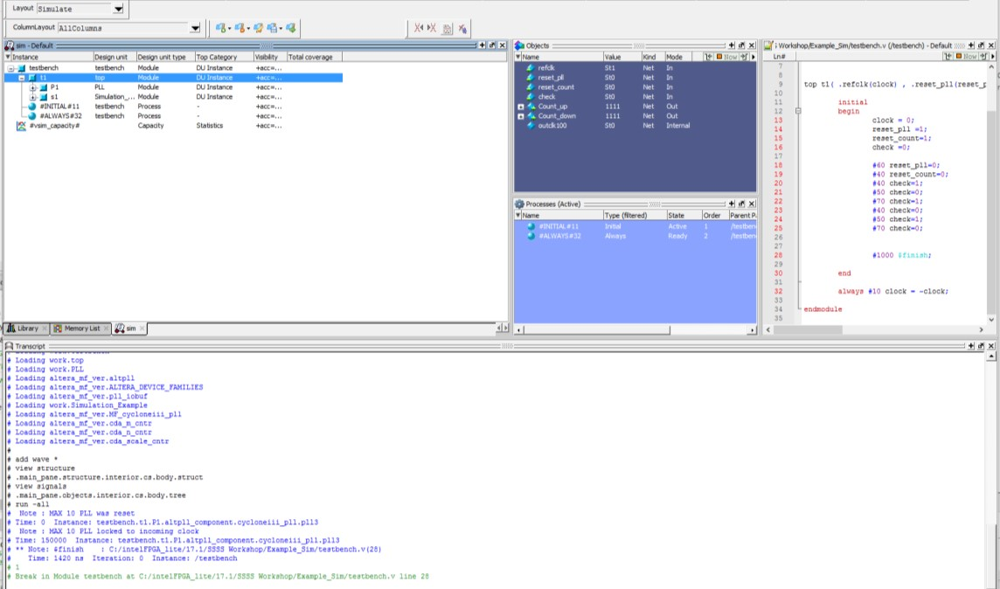 Layout Simulate
ColumnLayout AllColumns
sim - Default
Instance Design unit Design unit type Top Category Visibility Total coverage
testbench testbench Module DU Instance +acc=...
t1 top Module DU Instance +acc=...
P1 PLL Module DU Instance +acc=...
s1 Simulation_... Module DU Instance +acc=...
#INITIAL#11 testbench Process - +acc=...
#ALWAYS#32 testbench Process - +acc=...
#vsim_capacity# Capacity Statistics +acc=...
Library Memory List sim
Objects
Name Value Kind Mode Now
refclk St1 Net In
reset_pll St0 Net In
reset_count St0 Net In
check St0 Net In
Count_up 1111 Net Out
Count_down 1111 Net Out
outclk100 St0 Net Internal
Processes (Active)
Name Type (filtered) State Order Parent P
#INITIAL#11 Initial Active 1 /testben
#ALWAYS#32 Always Ready 2 /testben
: Workshop/Example_Sim/testbench.v (/testbench) - Default
Ln# Now
7
8
9 top t1( .refclk(clock) , .reset_pll(reset_p
10
11 initial
12 begin
13 clock = 0;
14 reset_pll =1;
15 reset_count=1;
16 check =0;
17
18 #60 reset_pll=0;
19 #40 reset_count=0;
20 #40 check=1;
21 #50 check=0;
22 #70 check=1;
23 #40 check=0;
24 #50 check=1;
25 #70 check=0;
26
27
28 #1000 $finish;
29
30 end
31
32 always #10 clock = ~clock;
33
34 endmodule
35
Transcript
# Loading work.top
# Loading work.PLL
# Loading altera_mf_ver.altpll
# Loading altera_mf_ver.ALTERA_DEVICE_FAMILIES
# Loading altera_mf_ver.pll_iobuf
# Loading work.Simulation_Example
# Loading altera_mf_ver.MF_cycloneiii_pll
# Loading altera_mf_ver.cda_m_cntr
# Loading altera_mf_ver.cda_n_cntr
# Loading altera_mf_ver.cda_scale_cntr
#
# add wave *
# view structure
# .main_pane.structure.interior.cs.body.struct
# view signals
# .main_pane.objects.interior.cs.body.tree
# run -all
# Note : MAX 10 PLL was reset
# Time: 0 Instance: testbench.t1.P1.altpll_component.cycloneiii_pll.pll3
# Note : MAX 10 PLL locked to incoming clock
# Time: 150000 Instance: testbench.t1.P1.altpll_component.cycloneiii_pll.pll3
# ** Note: $finish : C:/intelFPGA_lite/17.1/SSSS Workshop/Example_Sim/testbench.v(28)
# Time: 1420 ns Iteration: 0 Instance: /testbench
# 1
# Break in Module testbench at C:/intelFPGA_lite/17.1/SSSS Workshop/Example_Sim/testbench.v line 28